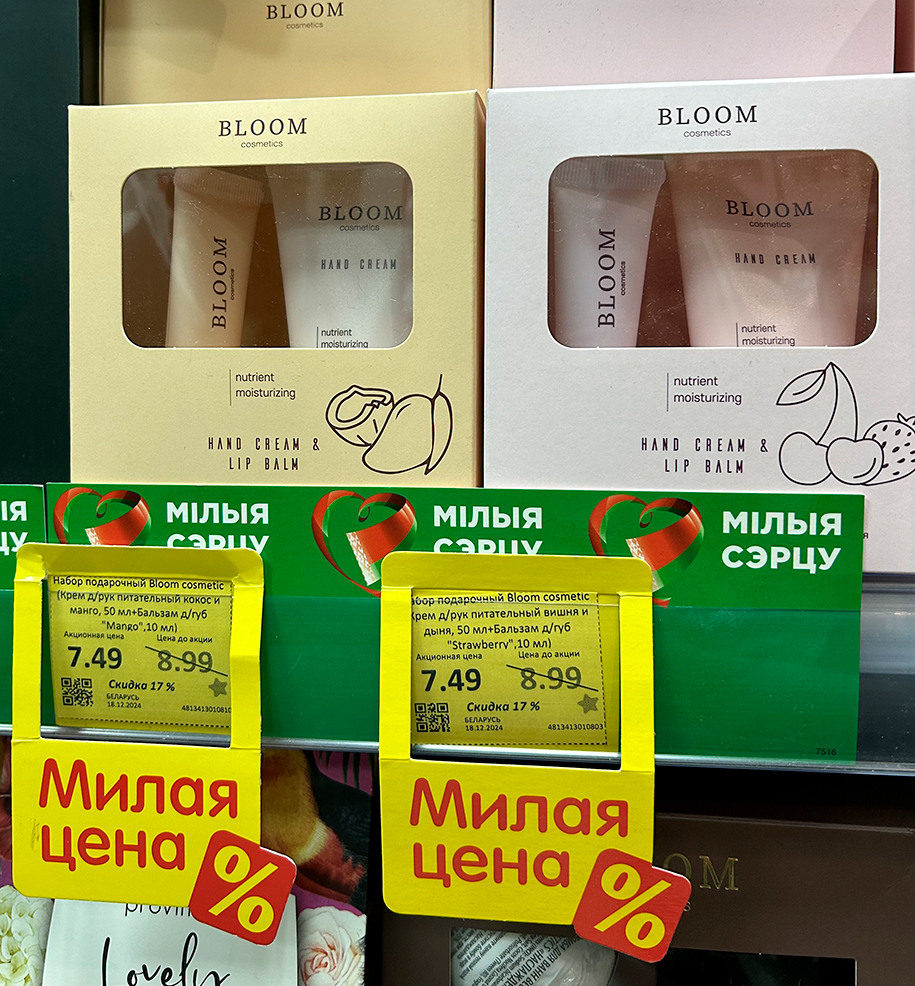 BLOOM
cosmetics
BLOOM
cosmetics
BLOOM
cosmetics
BLOOM
cosmetics
HAND CREAM
nutrient
moisturizing
nutrient
moisturizing
HAND CREAM &
LIP BALM
BLOOM
cosmetics
BLOOM
cosmetics
BLOOM
cosmetics
HAND CREAM
nutrient
moisturizing
nutrient
moisturizing
HAND CREAM &
LIP BALM
МІЛЫЯ
СЭРЦУ
МІЛЫЯ
СЭРЦУ
МІЛЫЯ
СЭРЦУ
7516
Набор подарочный Bloom cosmetic
(Крем д/рук питательный кокос и
манго, 50 мл+Бальзам д/губ
"Mango",10 мл)
Акционная цена Цена до акции
7.49 8.99
Скидка 17 %
БЕЛАРУСЬ
18.12.2024 4813413010810
Милая
цена
%
подарочный Bloom cosmetic
питательный вишня и
дыня, 50 мл+Бальзам д/губ
"Strawberry",10 мл)
Акционная цена Цена до акции
7.49 8.99
Скидка 17 %
БЕЛАРУСЬ
18.12.2024 4813413010803
Милая
цена
%
Lovely